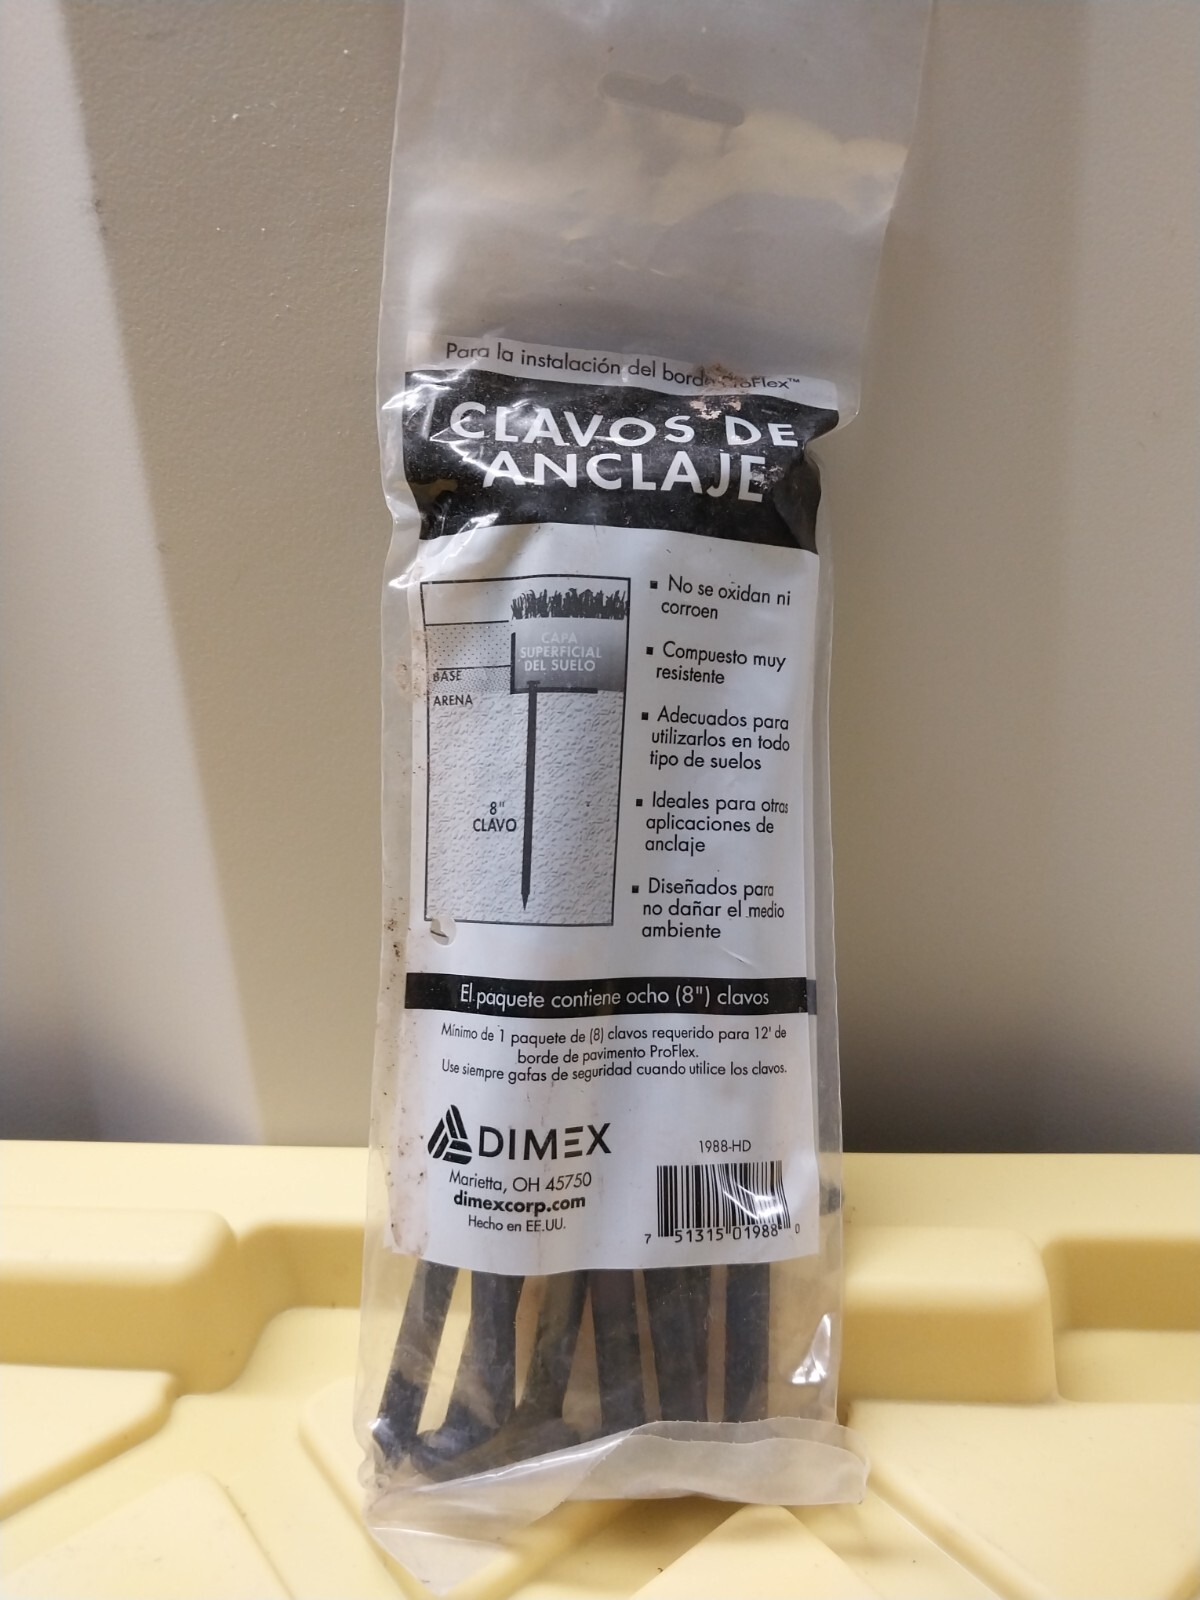 Para la instalación del borde ProFlex™
CLAVOS DE
ANCLAJE
CAPA
SUPERFICIAL
DEL SUELO
BASE
ARENA
8"
CLAVO
▪ No se oxidan ni
corroen
▪ Compuesto muy
resistente
▪ Adecuados para
utilizarlos en todo
tipo de suelos
▪ Ideales para otras
aplicaciones de
anclaje
▪ Diseñados para
no dañar el medio
ambiente
El paquete contiene ocho (8") clavos
Mínimo de 1 paquete de (8) clavos requerido para 12' de
borde de pavimento ProFlex.
Use siempre gafas de seguridad cuando utilice los clavos.
DIMEX
Marietta, OH 45750
dimexcorp.com
Hecho en EE.UU.
1988-HD
7 51315 01988 0